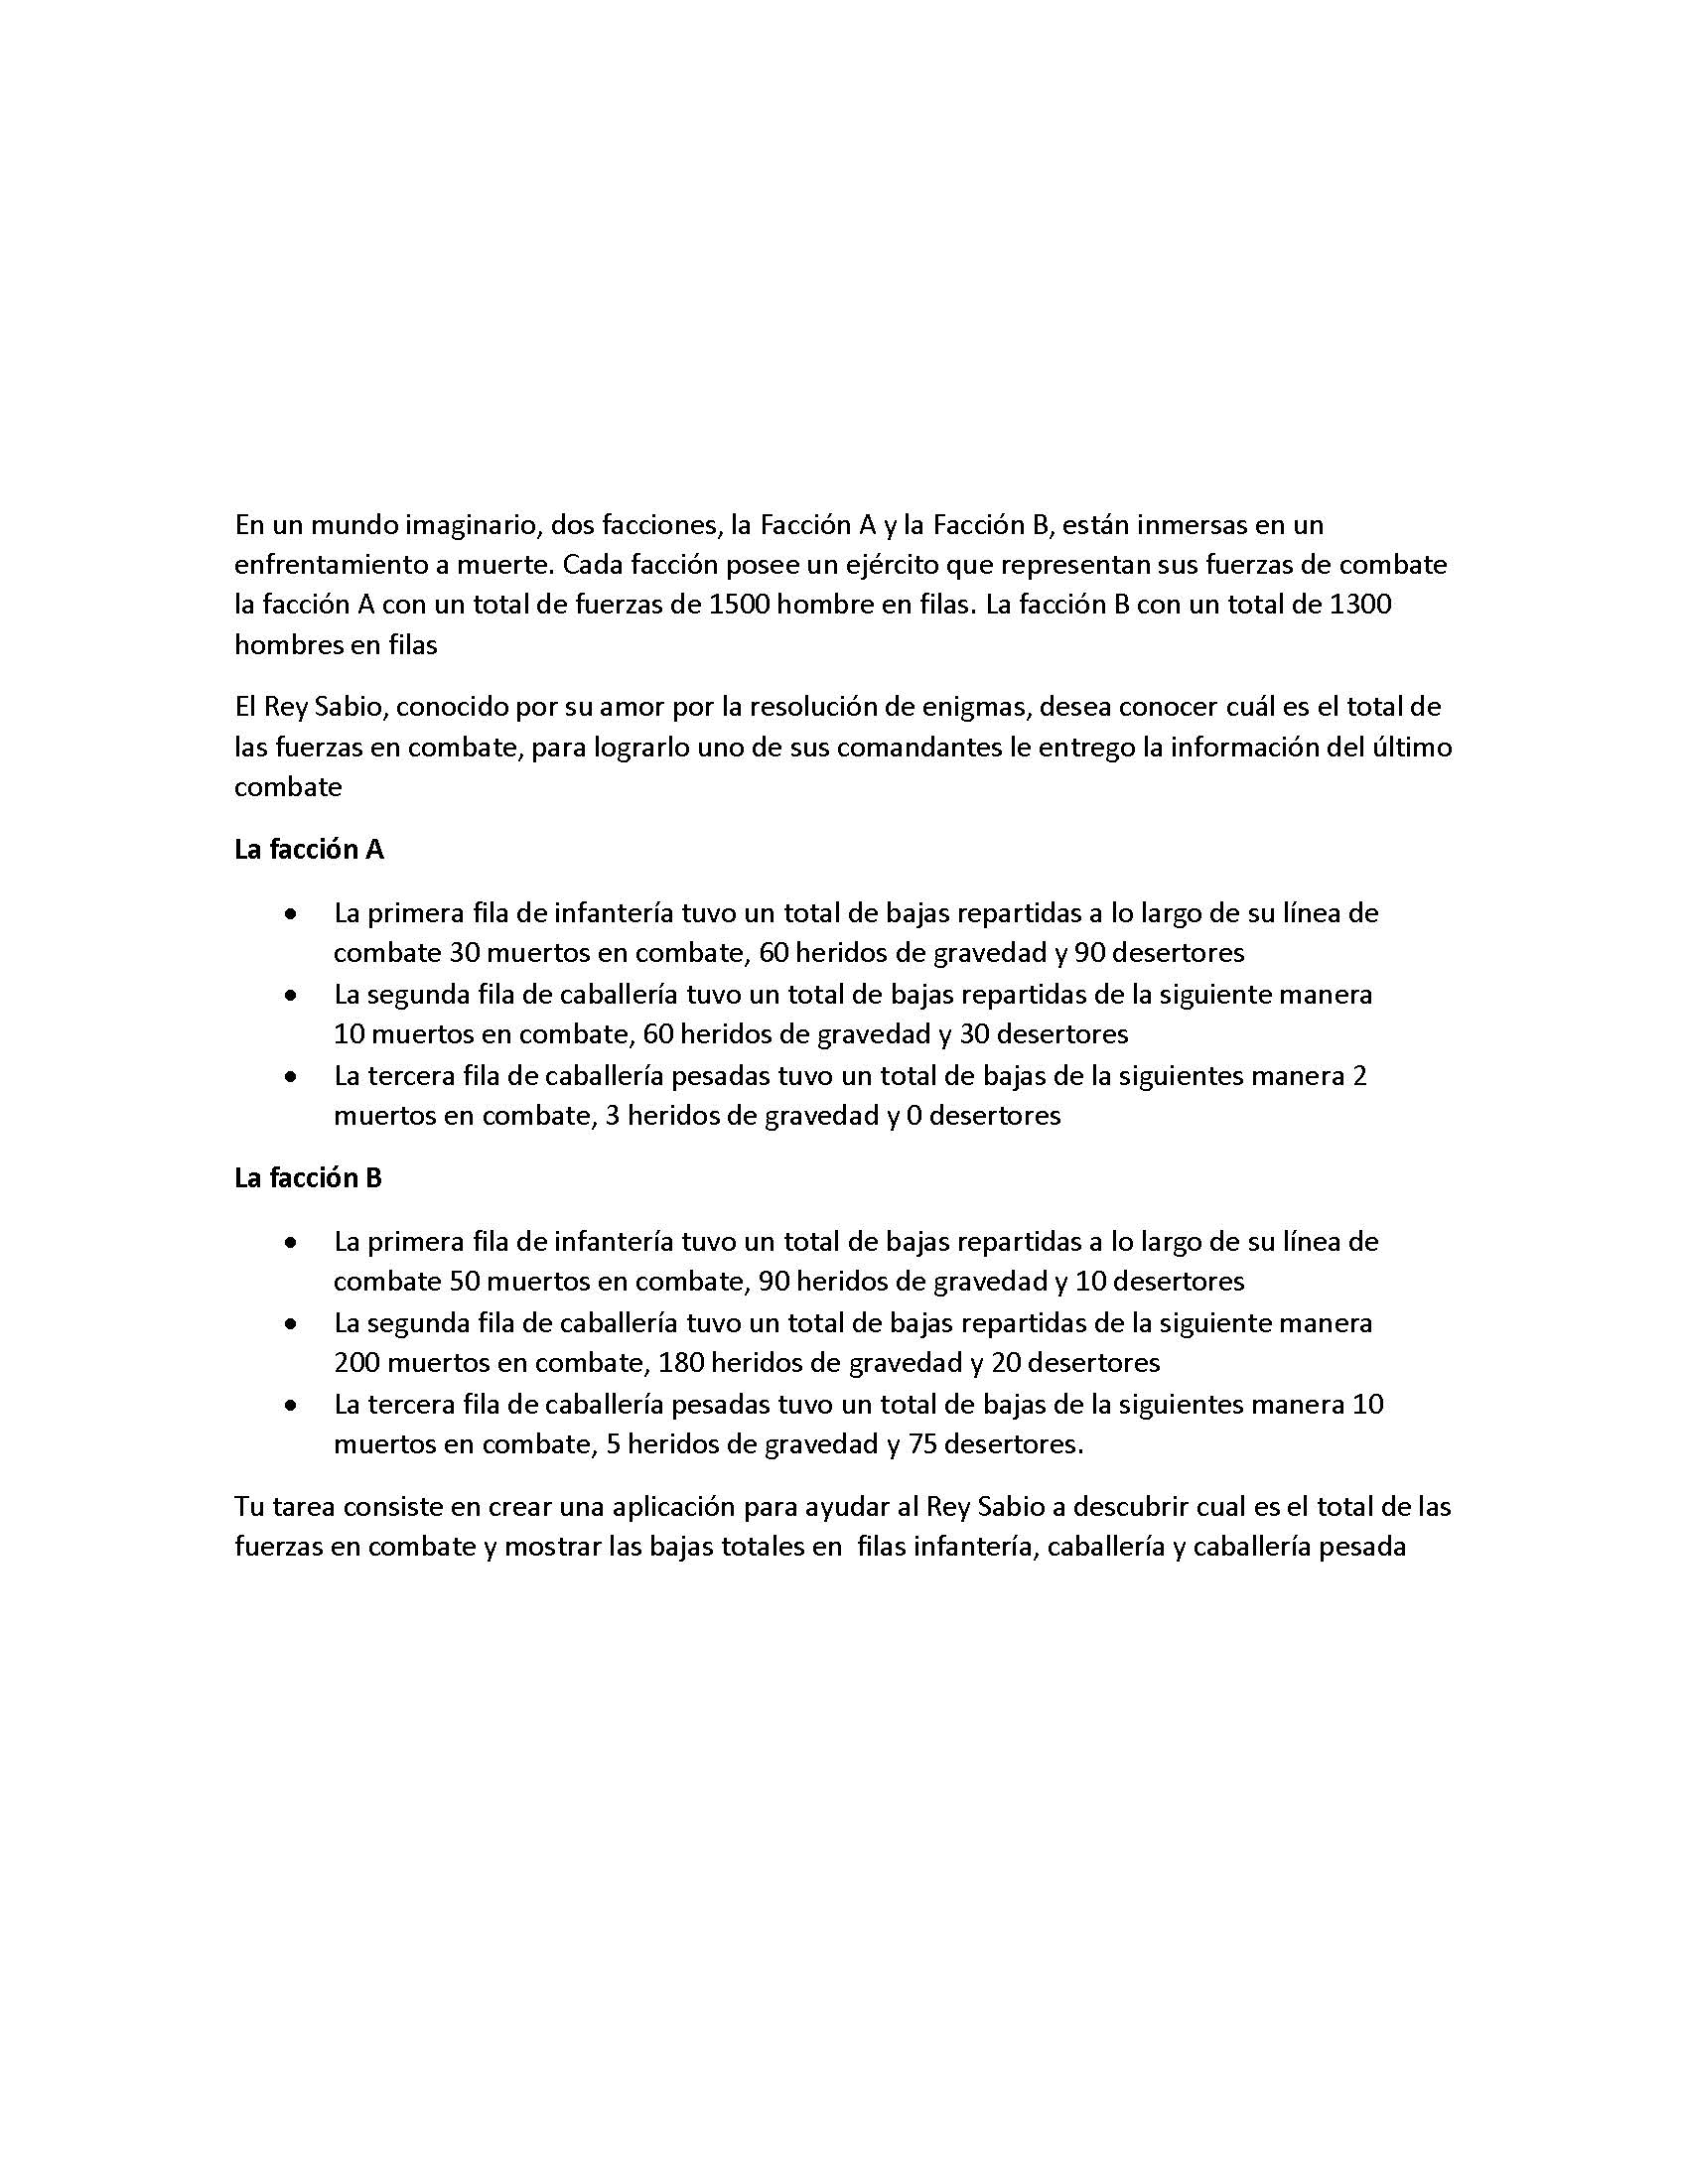 En un mundo imaginario, dos facciones, la Facción A y la Facción B, están inmersas en un
enfrentamiento a muerte. Cada facción posee un ejército que representan sus fuerzas de combate
la facción A con un total de fuerzas de 1500 hombre en filas. La facción B con un total de 1300
hombres en filas
El Rey Sabio, conocido por su amor por la resolución de enigmas, desea conocer cuál es el total de
las fuerzas en combate, para lograrlo uno de sus comandantes le entrego la información del último
combate
La facción A
• La primera fila de infantería tuvo un total de bajas repartidas a lo largo de su línea de
combate 30 muertos en combate, 60 heridos de gravedad y 90 desertores
• La segunda fila de caballería tuvo un total de bajas repartidas de la siguiente manera
10 muertos en combate, 60 heridos de gravedad y 30 desertores
• La tercera fila de caballería pesadas tuvo un total de bajas de la siguientes manera 2
muertos en combate, 3 heridos de gravedad y 0 desertores
La facción B
• La primera fila de infantería tuvo un total de bajas repartidas a lo largo de su línea de
combate 50 muertos en combate, 90 heridos de gravedad y 10 desertores
• La segunda fila de caballería tuvo un total de bajas repartidas de la siguiente manera
200 muertos en combate, 180 heridos de gravedad y 20 desertores
• La tercera fila de caballería pesadas tuvo un total de bajas de la siguientes manera 10
muertos en combate, 5 heridos de gravedad y 75 desertores.
Tu tarea consiste en crear una aplicación para ayudar al Rey Sabio a descubrir cual es el total de las
fuerzas en combate y mostrar las bajas totales en  filas infantería, caballería y caballería pesada